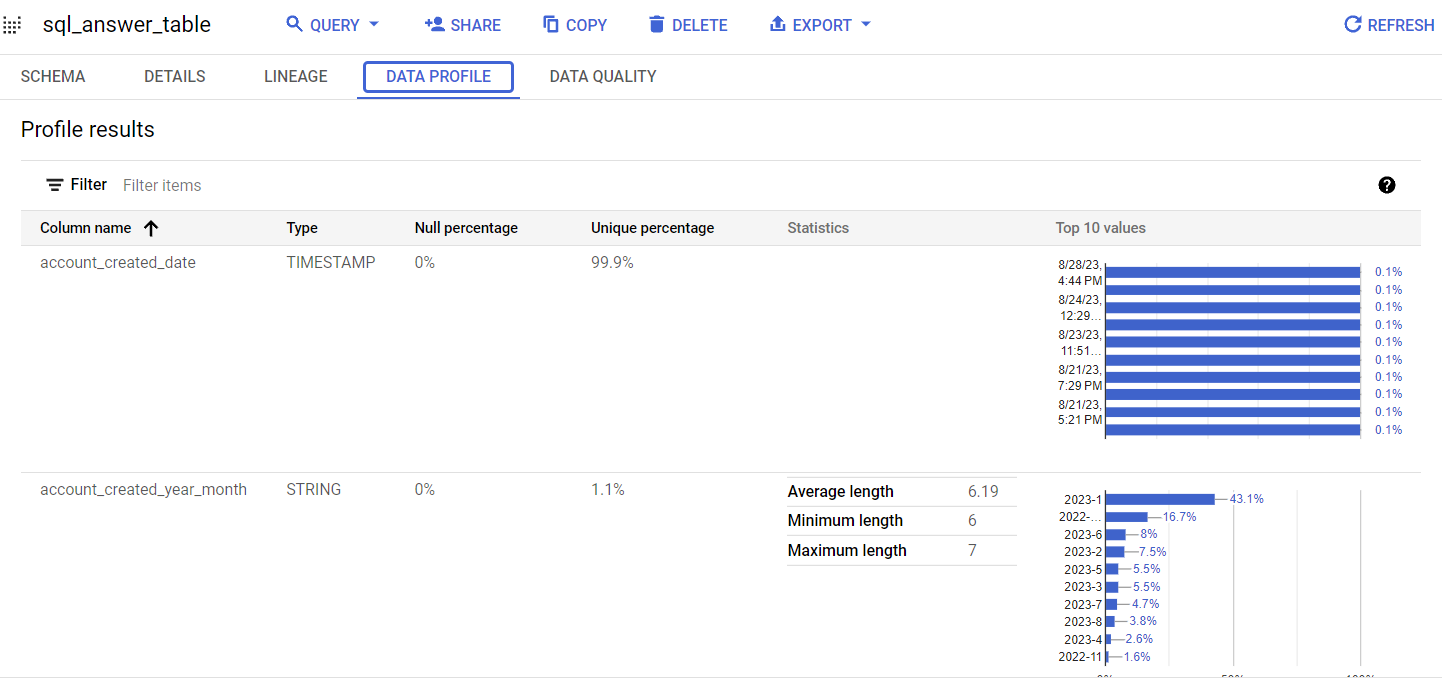 sql_answer_table
QUERY
SHARE
COPY
DELETE
EXPORT
REFRESH
SCHEMA
DETAILS
LINEAGE
DATA PROFILE
DATA QUALITY
Profile results
Filter
Filter items
Column name
Type
Null percentage
Unique percentage
Statistics
Top 10 values
account_created_date
TIMESTAMP
0%
99.9%
8/28/23,
4:44 PM
8/24/23,
12:29...
8/23/23,
11:51...
8/21/23,
7:29 PM
8/21/23,
5:21 PM
0.1%
0.1%
0.1%
0.1%
0.1%
0.1%
0.1%
0.1%
0.1%
0.1%
account_created_year_month
STRING
0%
1.1%
Average length 6.19
Minimum length 6
Maximum length 7
2023-1 43.1%
2022-... 16.7%
2023-6 8%
2023-2 7.5%
2023-5 5.5%
2023-3 5.5%
2023-7 4.7%
2023-8 3.8%
2023-4 2.6%
2022-11 1.6%